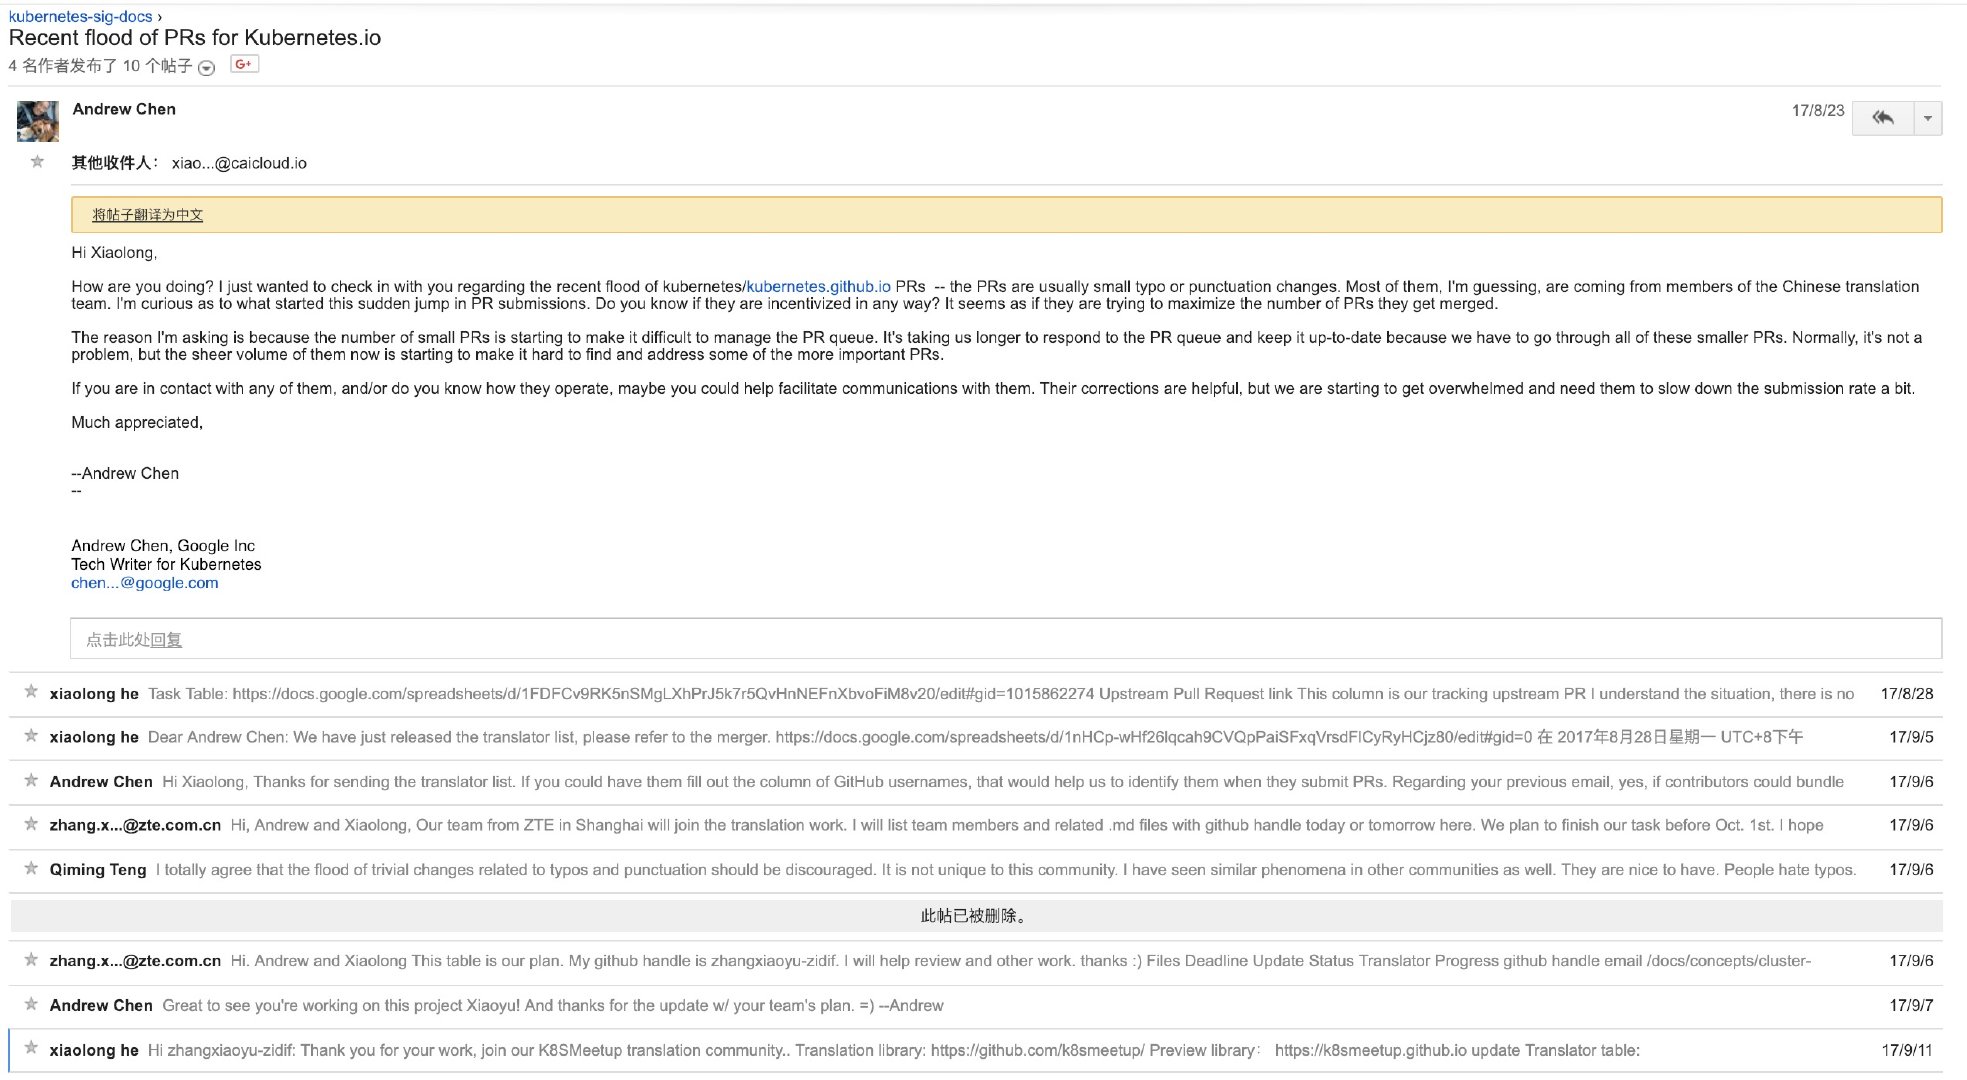 kubernetes-sig-docs ›
Recent flood of PRs for Kubernetes.io
4 名作者发布了 10 个帖子 G+
Andrew Chen 17/8/23
其他收件人： xiao...@caicloud.io
将帖子翻译为中文
Hi Xiaolong,
How are you doing? I just wanted to check in with you regarding the recent flood of kubernetes/kubernetes.github.io PRs -- the PRs are usually small typo or punctuation changes. Most of them, I'm guessing, are coming from members of the Chinese translation
team. I'm curious as to what started this sudden jump in PR submissions. Do you know if they are incentivized in any way? It seems as if they are trying to maximize the number of PRs they get merged.
The reason I'm asking is because the number of small PRs is starting to make it difficult to manage the PR queue. It's taking us longer to respond to the PR queue and keep it up-to-date because we have to go through all of these smaller PRs. Normally, it's not a
problem, but the sheer volume of them now is starting to make it hard to find and address some of the more important PRs.
If you are in contact with any of them, and/or do you know how they operate, maybe you could help facilitate communications with them. Their corrections are helpful, but we are starting to get overwhelmed and need them to slow down the submission rate a bit.
Much appreciated,
--Andrew Chen
--
Andrew Chen, Google Inc
Tech Writer for Kubernetes
chen...@google.com
点击此处回复
xiaolong he Task Table: https://docs.google.com/spreadsheets/d/1FDFCv9RK5nSMgLXhPrJ5k7r5QvHnNEFnXbvoFiM8v20/edit#gid=1015862274 Upstream Pull Request link This column is our tracking upstream PR I understand the situation, there is no 17/8/28
xiaolong he Dear Andrew Chen: We have just released the translator list, please refer to the merger. https://docs.google.com/spreadsheets/d/1nHCp-wHf26lqcah9CVQpPaiSFxqVrsdFlCyRyHCjz80/edit#gid=0 在 2017年8月28日星期一 UTC+8下午 17/9/5
Andrew Chen Hi Xiaolong, Thanks for sending the translator list. If you could have them fill out the column of GitHub usernames, that would help us to identify them when they submit PRs. Regarding your previous email, yes, if contributors could bundle 17/9/6
zhang.x...@zte.com.cn Hi, Andrew and Xiaolong, Our team from ZTE in Shanghai will join the translation work. I will list team members and related .md files with github handle today or tomorrow here. We plan to finish our task before Oct. 1st. I hope 17/9/6
Qiming Teng I totally agree that the flood of trivial changes related to typos and punctuation should be discouraged. It is not unique to this community. I have seen similar phenomena in other communities as well. They are nice to have. People hate typos. 17/9/6
此帖已被删除。
zhang.x...@zte.com.cn Hi. Andrew and Xiaolong This table is our plan. My github handle is zhangxiaoyu-zidif. I will help review and other work. thanks :) Files Deadline Update Status Translator Progress github handle email /docs/concepts/cluster- 17/9/6
Andrew Chen Great to see you're working on this project Xiaoyu! And thanks for the update w/ your team's plan. =) --Andrew 17/9/7
xiaolong he Hi zhangxiaoyu-zidif: Thank you for your work, join our K8SMeetup translation community.. Translation library: https://github.com/k8smeetup/ Preview library： https://k8smeetup.github.io update Translator table: 17/9/11